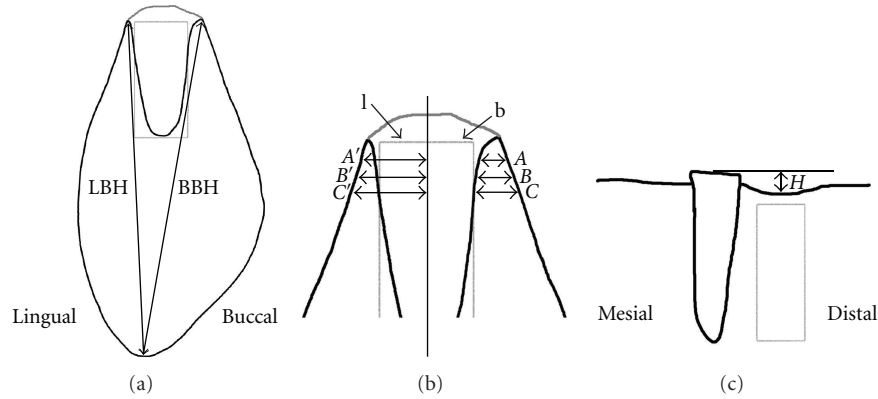 LBH
BBH
Lingual
Buccal
(a)
l
b
A′
A
B′
B
C′
C
(b)
H
Mesial
Distal
(c)